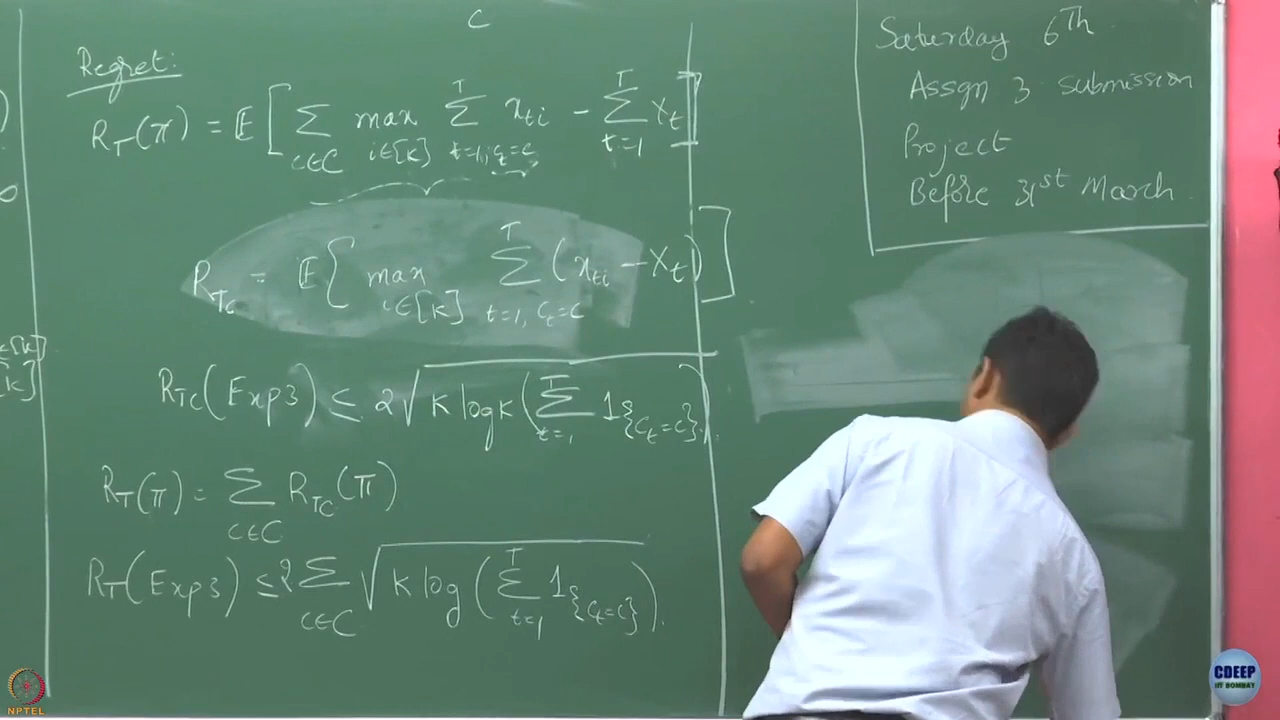 C
Regret:
R_T(π) = E[ Σ_{c∈C} max_{i∈[K]} Σ_{t=1, c_t=c}^T x_{ti} − Σ_{t=1}^T X_t ]
R_{Tc} = E{ max_{i∈[K]} Σ_{t=1, c_t=c}^T (x_{ti} − X_t) ]
R_{Tc}(Exp3) ≤ 2√(K log K (Σ_{t=1}^T 1_{{c_t=c}}))
R_T(π) = Σ_{c∈C} R_{Tc}(π)
R_T(Exp3) ≤ 2 Σ_{c∈C} √(K log (Σ_{t=1}^T 1_{{c_t=c}})).
Saturday 6Th
Assgn 3 submission
Project
Before 31st March
[K]
NPTEL
CDEEP
IIT BOMBAY